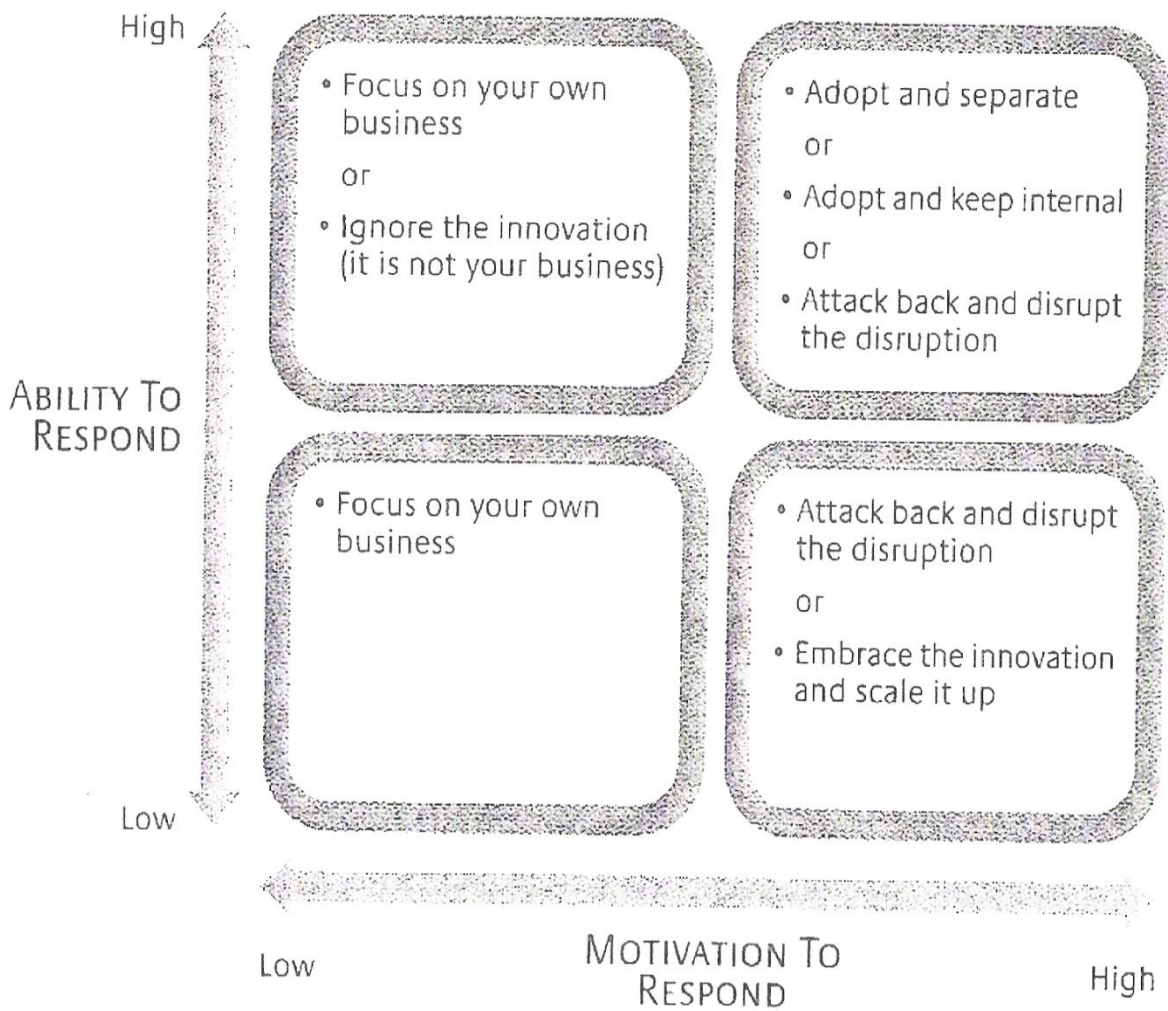 High
• Focus on your own
business
or
• Ignore the innovation
(it is not your business)
• Adopt and separate
or
• Adopt and keep internal
or
• Attack back and disrupt
the disruption
ABILITY TO
RESPOND
• Focus on your own
business
• Attack back and disrupt
the disruption
or
• Embrace the innovation
and scale it up
Low
Low
MOTIVATION TO
RESPOND
High